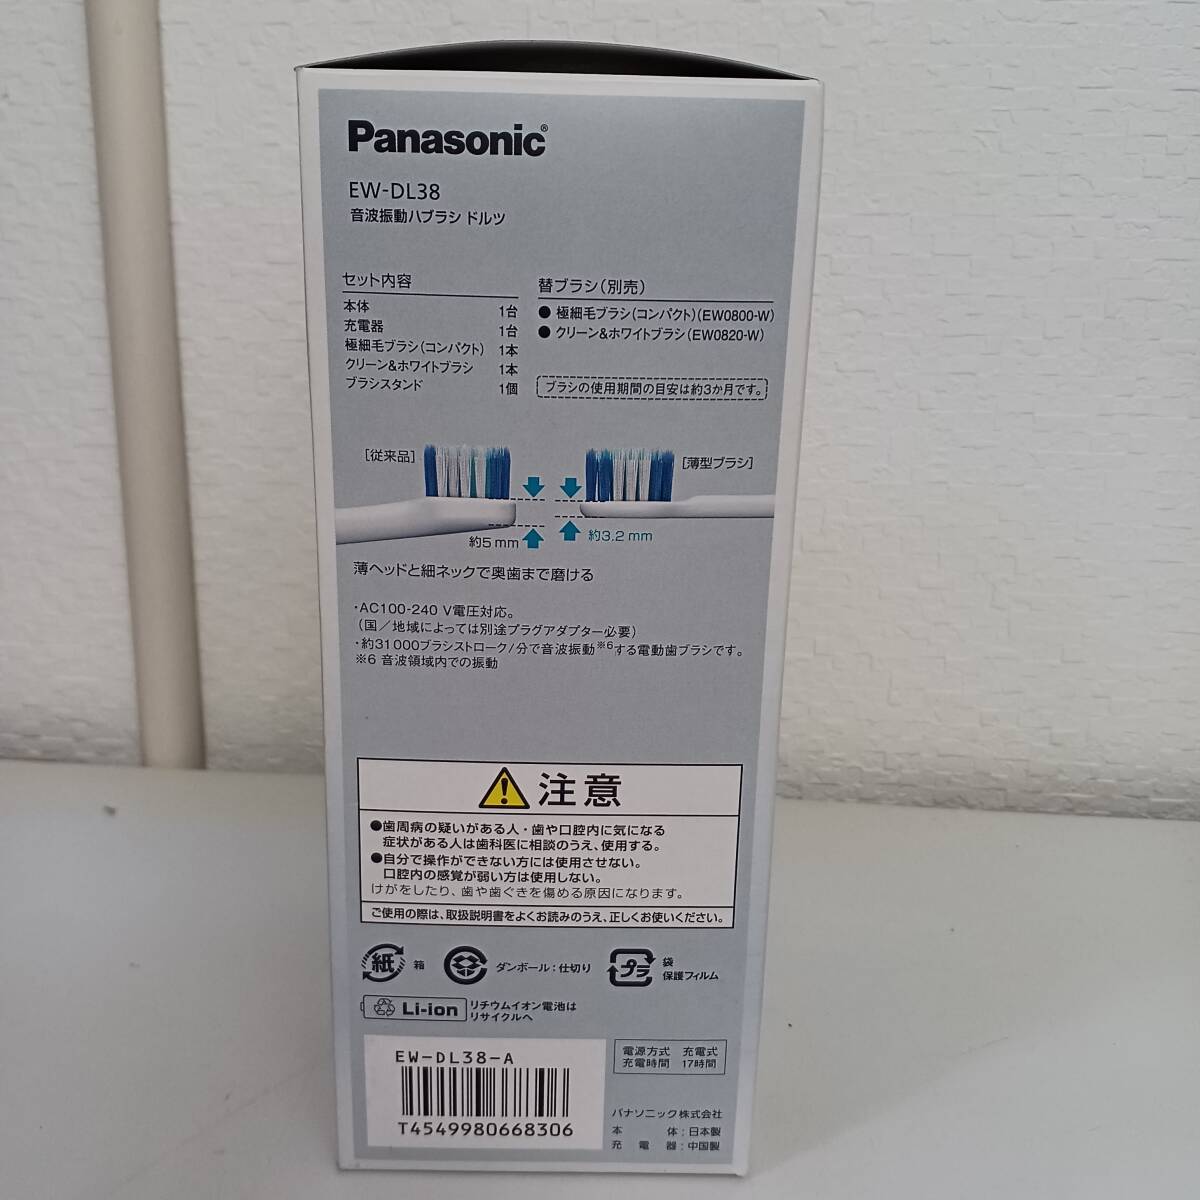 Panasonic®
EW-DL38
音波振動ハブラシ ドルツ
セット内容
本体 1台
充電器 1台
極細毛ブラシ(コンパクト) 1本
クリーン&ホワイトブラシ 1本
ブラシスタンド 1個
替ブラシ(別売)
● 極細毛ブラシ(コンパクト)(EW0800-W)
● クリーン&ホワイトブラシ(EW0820-W)
ブラシの使用期間の目安は約3か月です。
[従来品]
[薄型ブラシ]
約5mm
約3.2mm
薄ヘッドと細ネックで奥歯まで磨ける
・AC100-240 V電圧対応。
(国/地域によっては別途プラグアダプター必要)
・約31000ブラシストローク/分で音波振動※6する電動歯ブラシです。
※6 音波領域内での振動
注意
●歯周病の疑いがある人・歯や口腔内に気になる
症状がある人は歯科医に相談のうえ、使用する。
●自分で操作ができない方には使用させない。
口腔内の感覚が弱い方は使用しない。
けがをしたり、歯や歯ぐきを傷める原因になります。
ご使用の際は、取扱説明書をよくお読みのうえ、正しくお使いください。
紙 箱
ダンボール:仕切り
プラ 袋
保護フィルム
Li-ion リチウムイオン電池は
リサイクルへ
EW-DL38-A
T4549980668306
電源方式 充電式
充電時間 17時間
パナソニック株式会社
本体:日本製
充電器:中国製